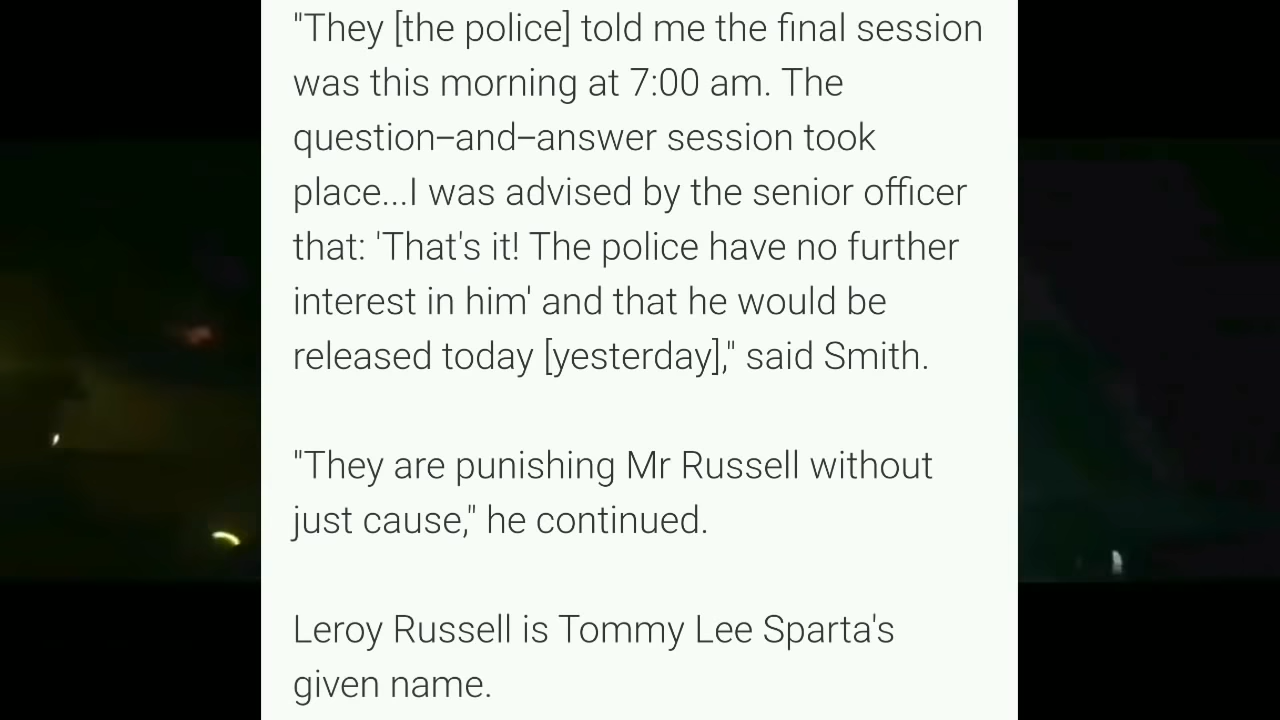 "They [the police] told me the final session
was this morning at 7:00 am. The
question–and–answer session took
place...I was advised by the senior officer
that: 'That's it! The police have no further
interest in him' and that he would be
released today [yesterday]," said Smith.
"They are punishing Mr Russell without
just cause," he continued.
Leroy Russell is Tommy Lee Sparta's
given name.